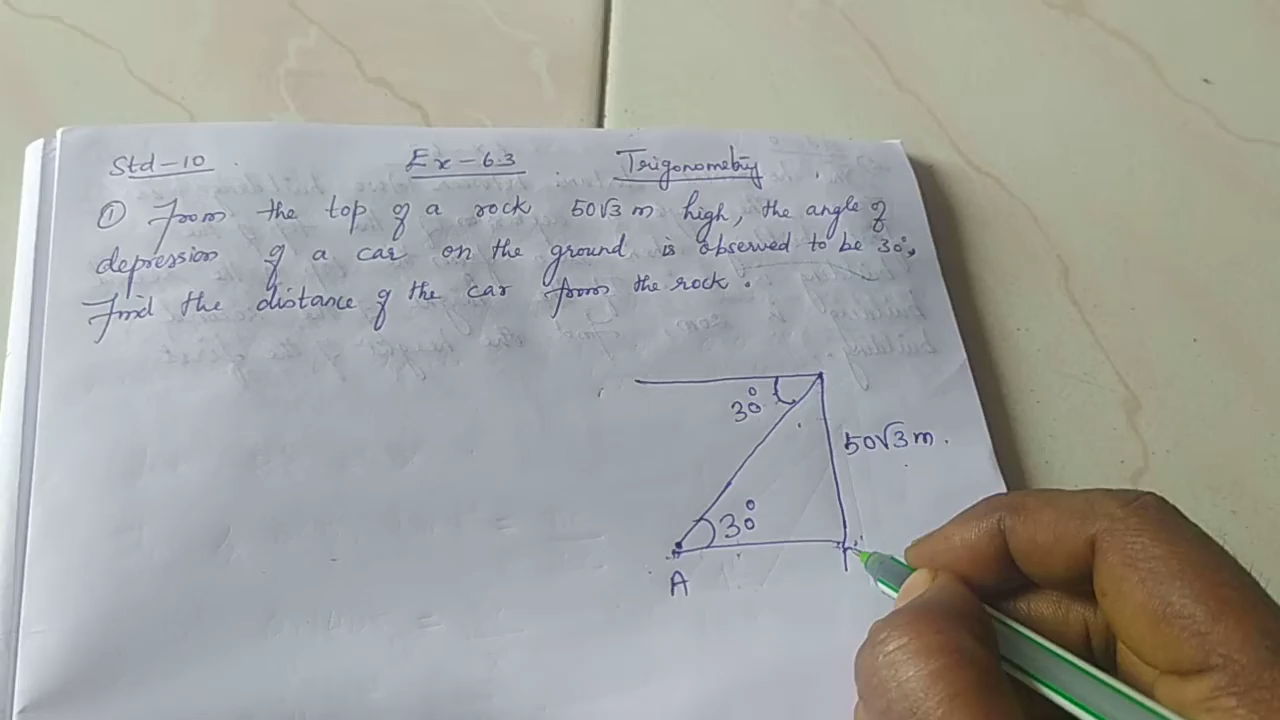 Std-10 Ex-6.3 Trigonometry
① From the top of a rock 50√3 m high, the angle of
depression of a car on the ground is observed to be 30°,
Find the distance of the car from the rock.
30°
50√3 m.
30°
A